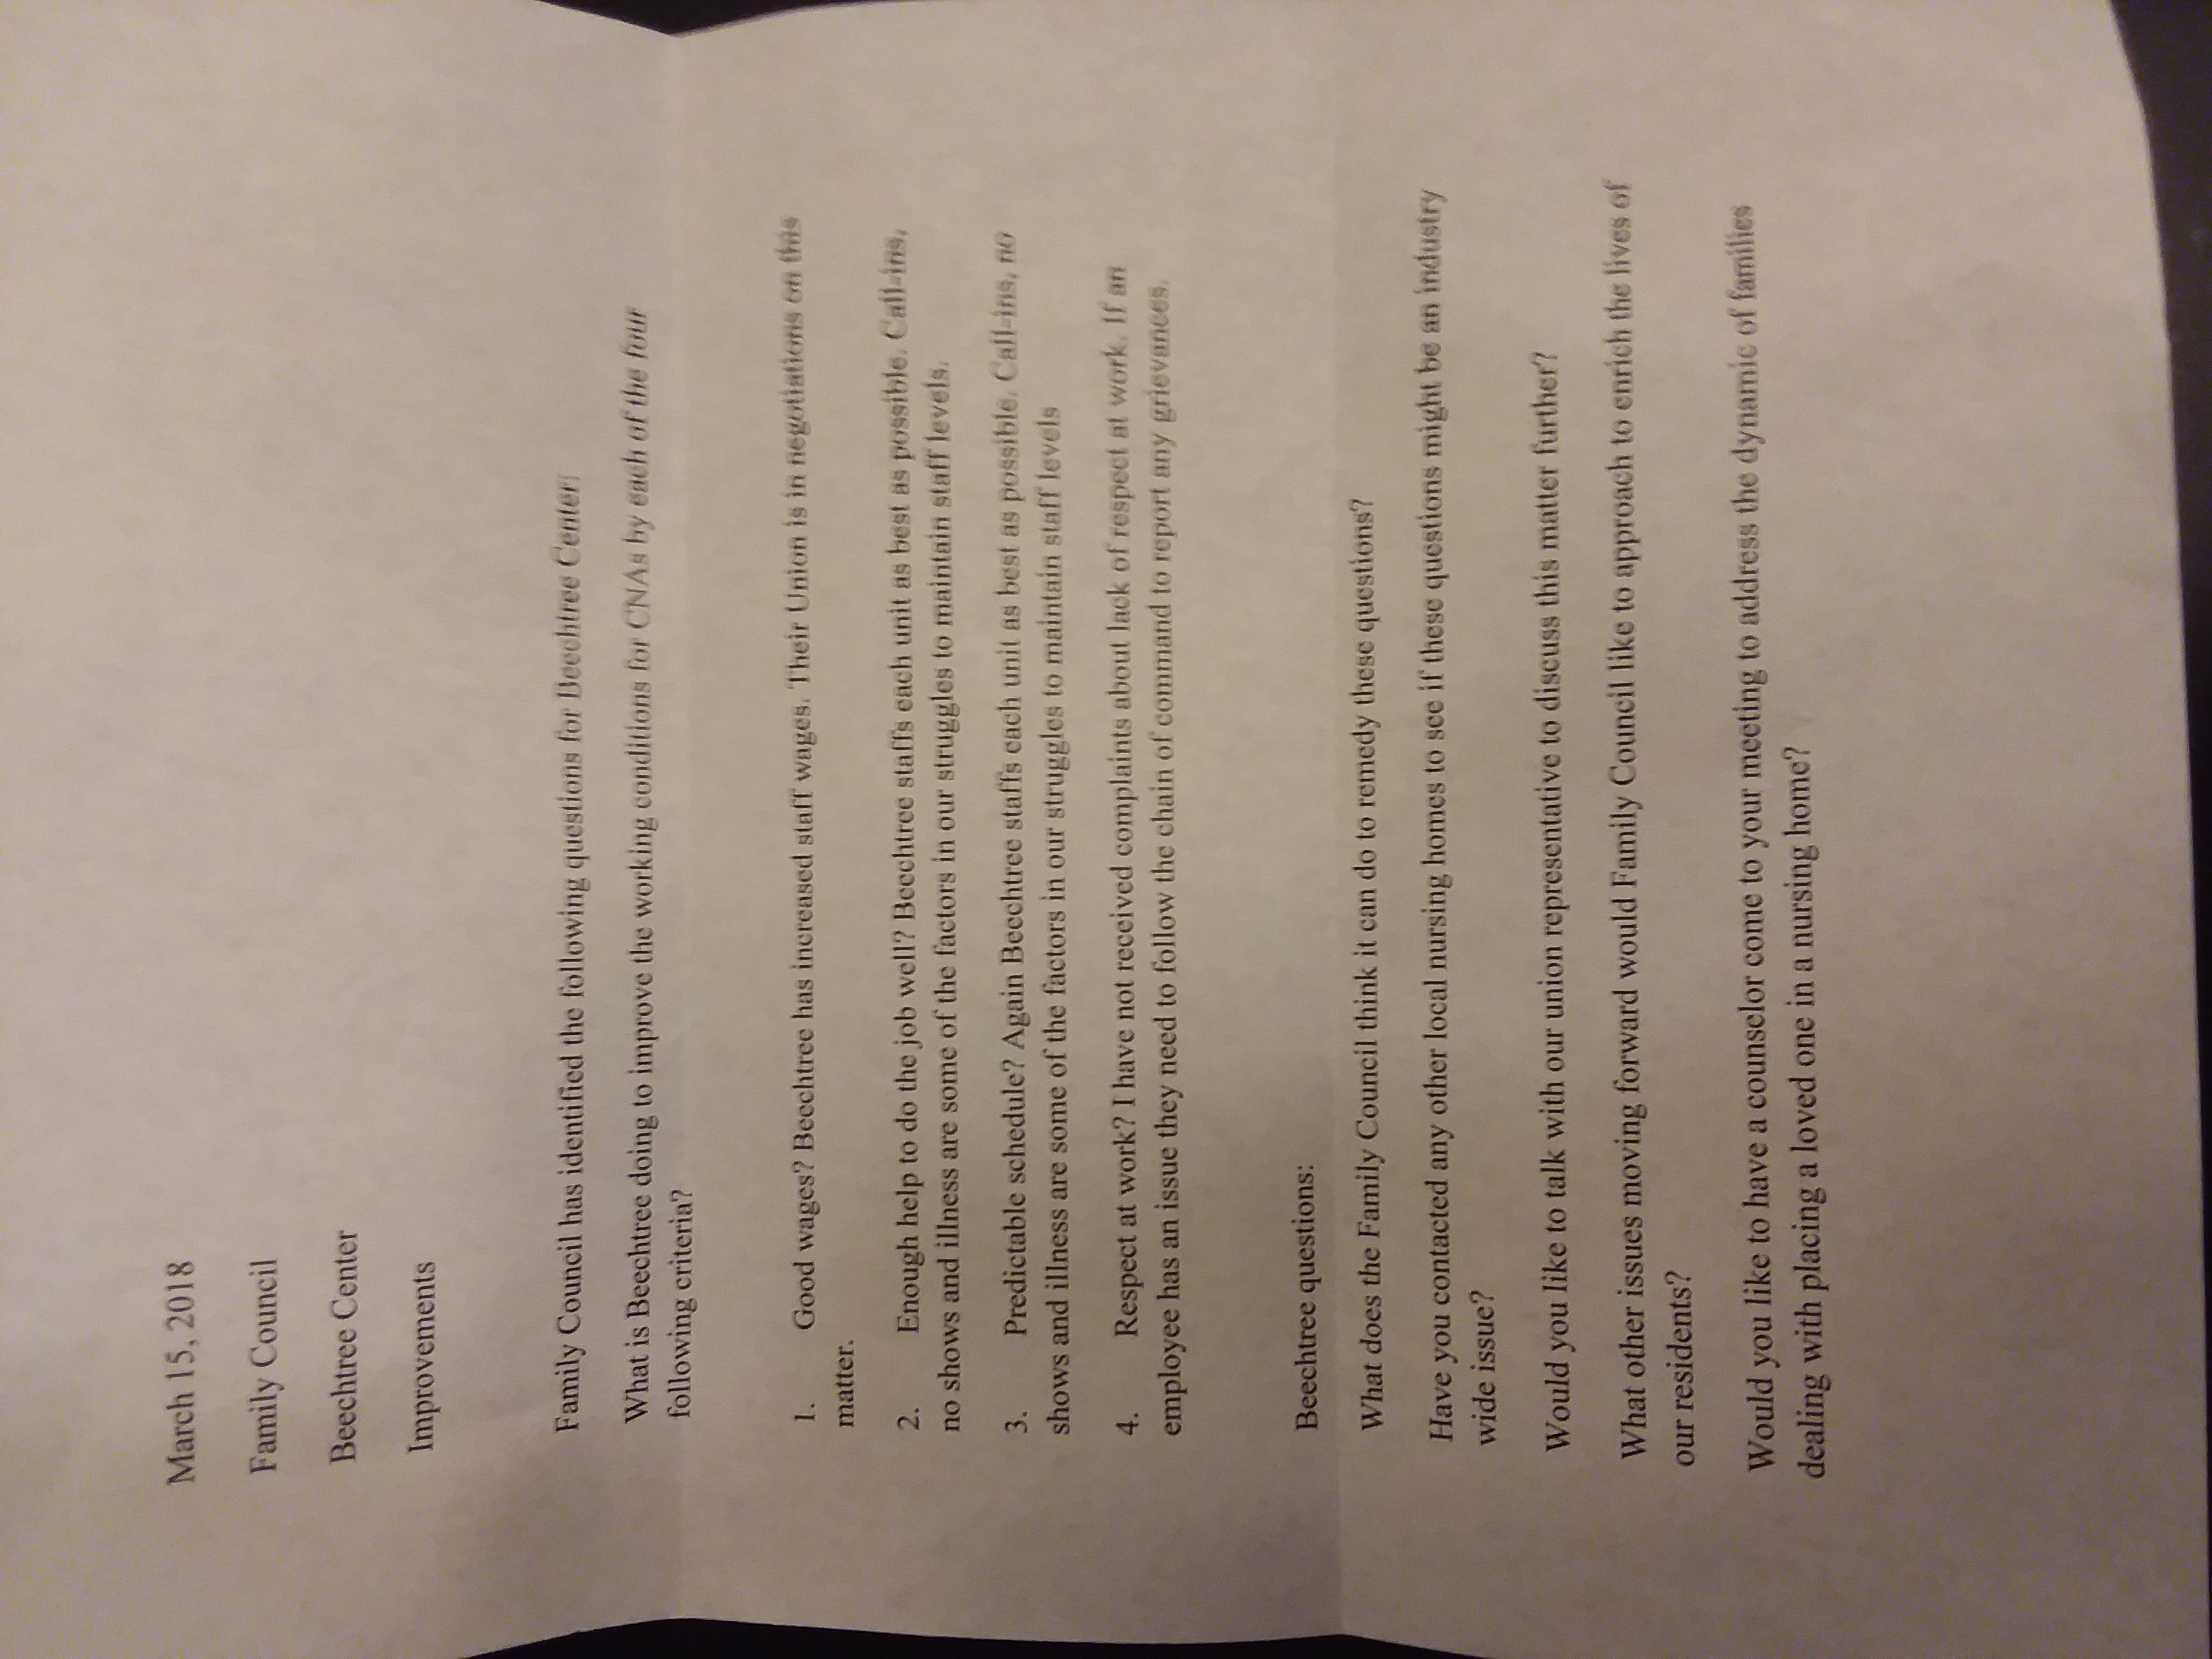 March 15, 2018
Family Council
Beechtree Center
Improvements
Family Council has identified the following questions for Beechtree Center:
What is Beechtree doing to improve the working conditions for CNAs by each of the four
following criteria?
1. Good wages? Beechtree has increased staff wages. Their Union is in negotiations on this
matter.
2. Enough help to do the job well? Beechtree staffs each unit as best as possible. Call-ins,
no shows and illness are some of the factors in our struggles to maintain staff levels.
3. Predictable schedule? Again Beechtree staffs each unit as best as possible. Call-ins, no
shows and illness are some of the factors in our struggles to maintain staff levels
4. Respect at work? I have not received complaints about lack of respect at work. If an
employee has an issue they need to follow the chain of command to report any grievances.
Beechtree questions:
What does the Family Council think it can do to remedy these questions?
Have you contacted any other local nursing homes to see if these questions might be an industry
wide issue?
Would you like to talk with our union representative to discuss this matter further?
What other issues moving forward would Family Council like to approach to enrich the lives of
our residents?
Would you like to have a counselor come to your meeting to address the dynamic of families
dealing with placing a loved one in a nursing home?